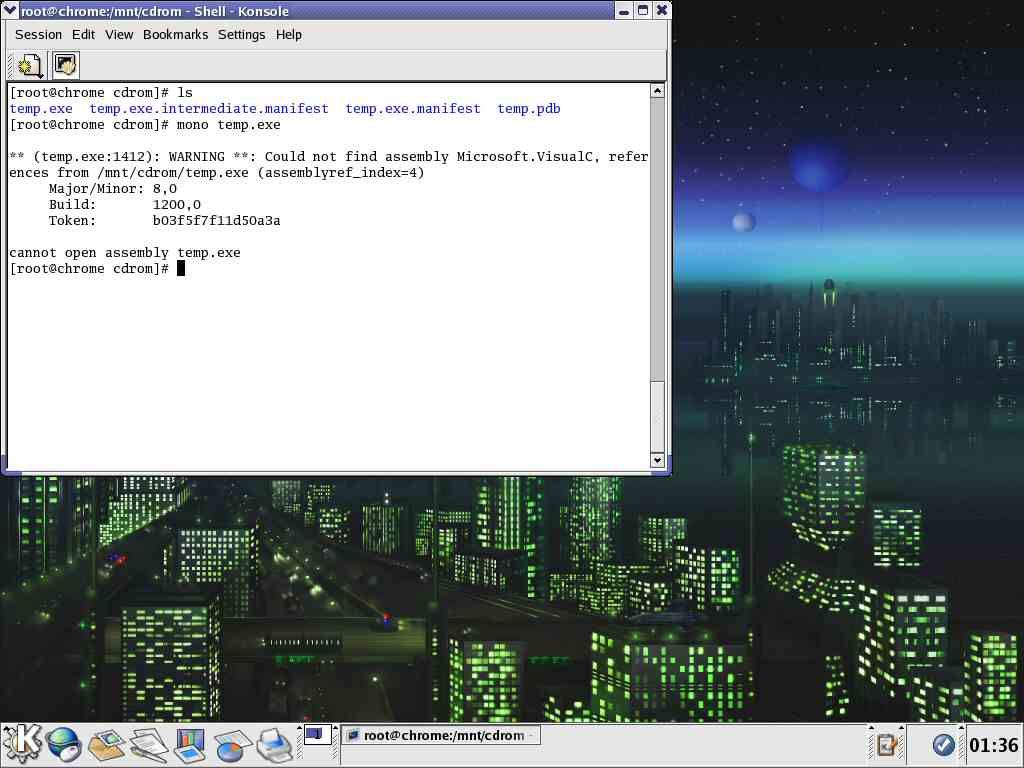 root@chrome:/mnt/cdrom - Shell - Konsole
Session Edit View Bookmarks Settings Help
[root@chrome cdrom]# ls
temp.exe  temp.exe.intermediate.manifest  temp.exe.manifest  temp.pdb
[root@chrome cdrom]# mono temp.exe
** (temp.exe:1412): WARNING **: Could not find assembly Microsoft.VisualC, refer
ences from /mnt/cdrom/temp.exe (assemblyref_index=4)
     Major/Minor: 8,0
     Build:       1200,0
     Token:       b03f5f7f11d50a3a
cannot open assembly temp.exe
[root@chrome cdrom]#
1 root@chrome:/mnt/cdrom - 01:36